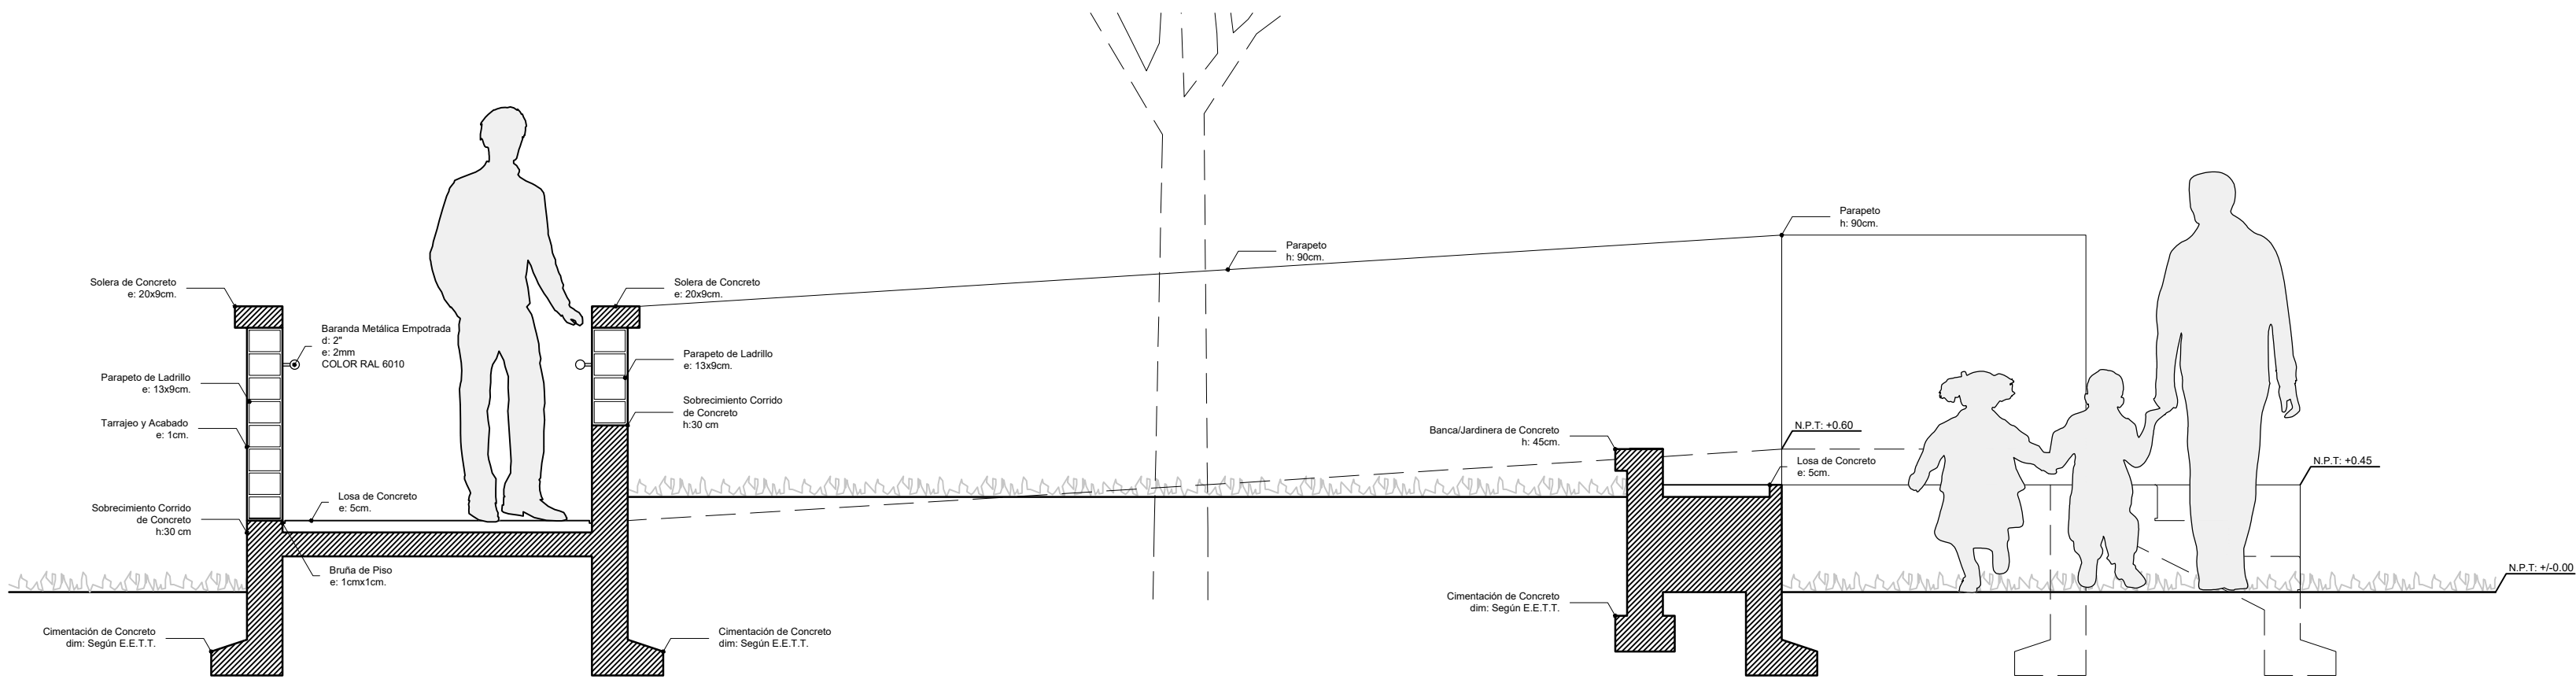 Solera de Concreto
e: 20x9cm.
Baranda Metálica Empotrada
d: 2"
e: 2mm
COLOR RAL 6010
Parapeto de Ladrillo
e: 13x9cm.
Tarrajeo y Acabado
e: 1cm.
Losa de Concreto
e: 5cm.
Sobrecimiento Corrido
de Concreto
h:30 cm
Bruña de Piso
e: 1cmx1cm.
Cimentación de Concreto
dim: Según E.E.T.T.
Solera de Concreto
e: 20x9cm.
Parapeto de Ladrillo
e: 13x9cm.
Sobrecimiento Corrido
de Concreto
h:30 cm
Cimentación de Concreto
dim: Según E.E.T.T.
Parapeto
h: 90cm.
Banca/Jardinera de Concreto
h: 45cm.
Cimentación de Concreto
dim: Según E.E.T.T.
Parapeto
h: 90cm.
N.P.T: +0.60
Losa de Concreto
e: 5cm.
N.P.T: +0.45
N.P.T: +/-0.00